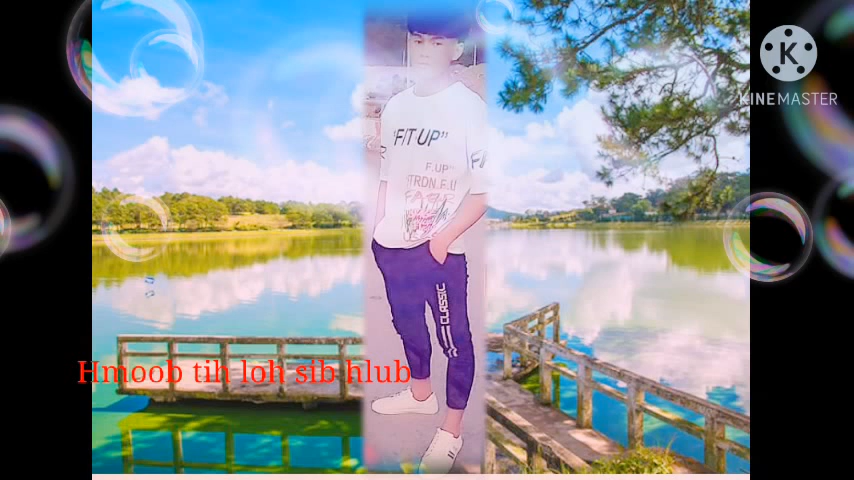 K
KINEMASTER
"FIT UP"
F.UP
CLASSIC
Hmoob tih loh sib hlub